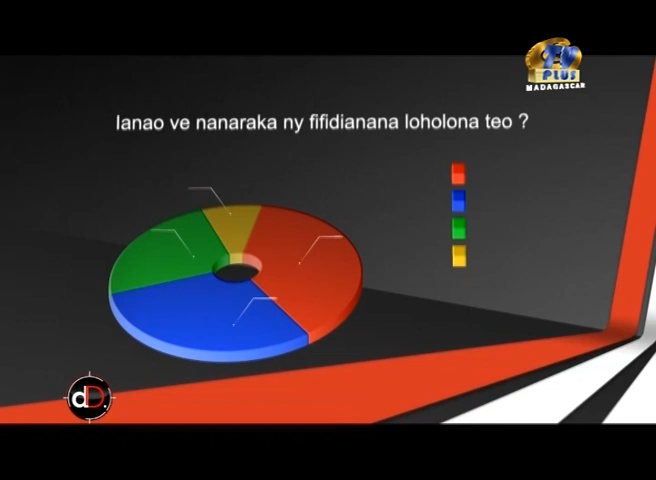 PLUS
MADAGASCAR
Ianao ve nanaraka ny fifidianana loholona teo ?
dD.